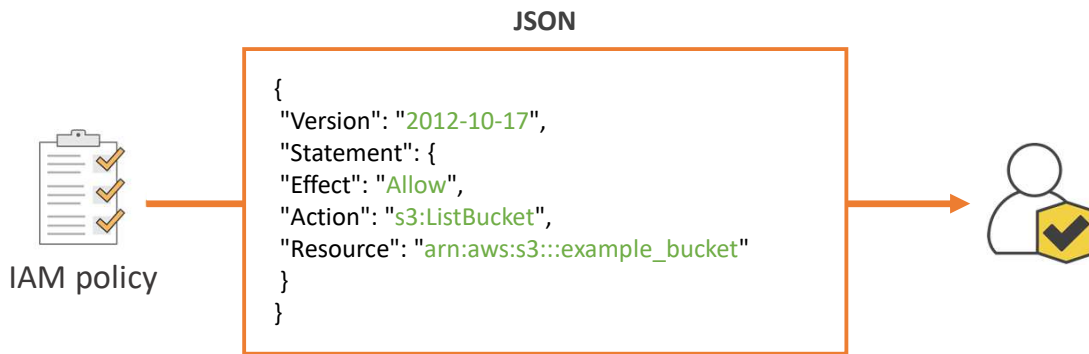 JSON
{
"Version": "2012-10-17",
"Statement": {
"Effect": "Allow",
"Action": "s3:ListBucket",
"Resource": "arn:aws:s3:::example_bucket"
}
}
IAM policy